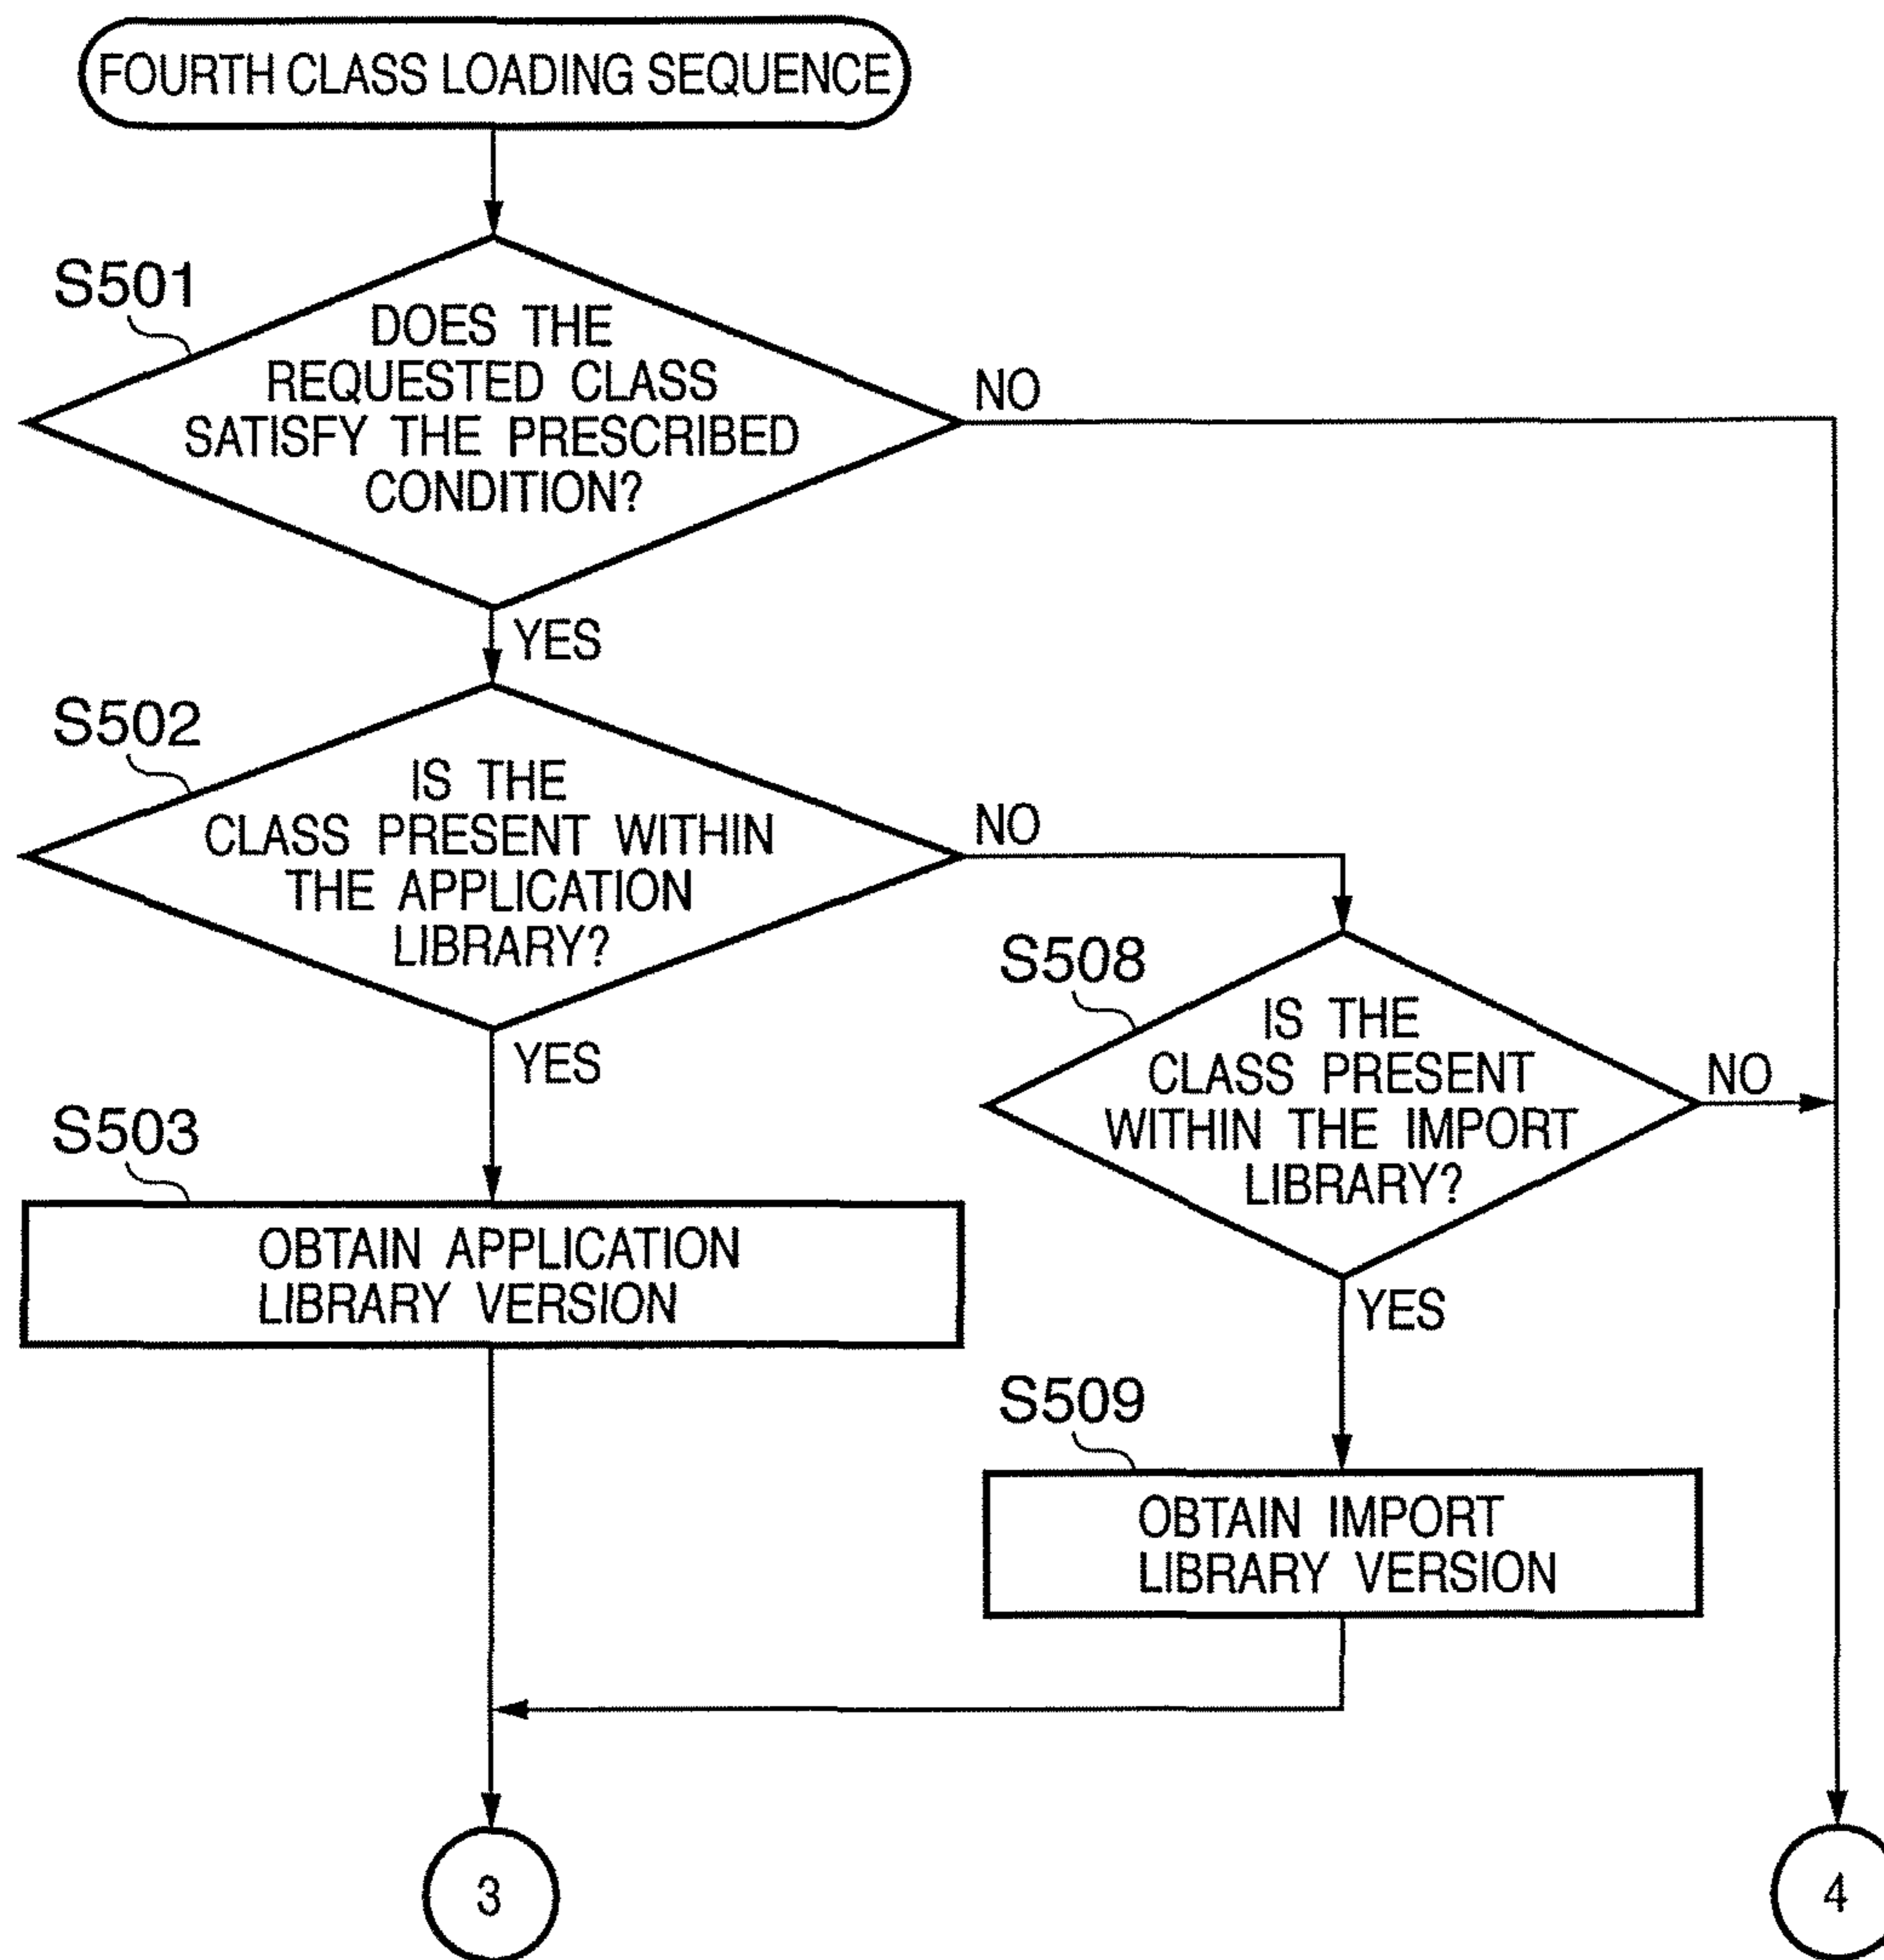 FOURTH CLASS LOADING SEQUENCE
S501
DOES THE
REQUESTED CLASS
SATISFY THE PRESCRIBED
CONDITION?
NO
YES
S502
IS THE
CLASS PRESENT WITHIN
THE APPLICATION
LIBRARY?
NO
YES
S508
IS THE
CLASS PRESENT
WITHIN THE IMPORT
LIBRARY?
NO
YES
S503
OBTAIN APPLICATION
LIBRARY VERSION
S509
OBTAIN IMPORT
LIBRARY VERSION
3
4